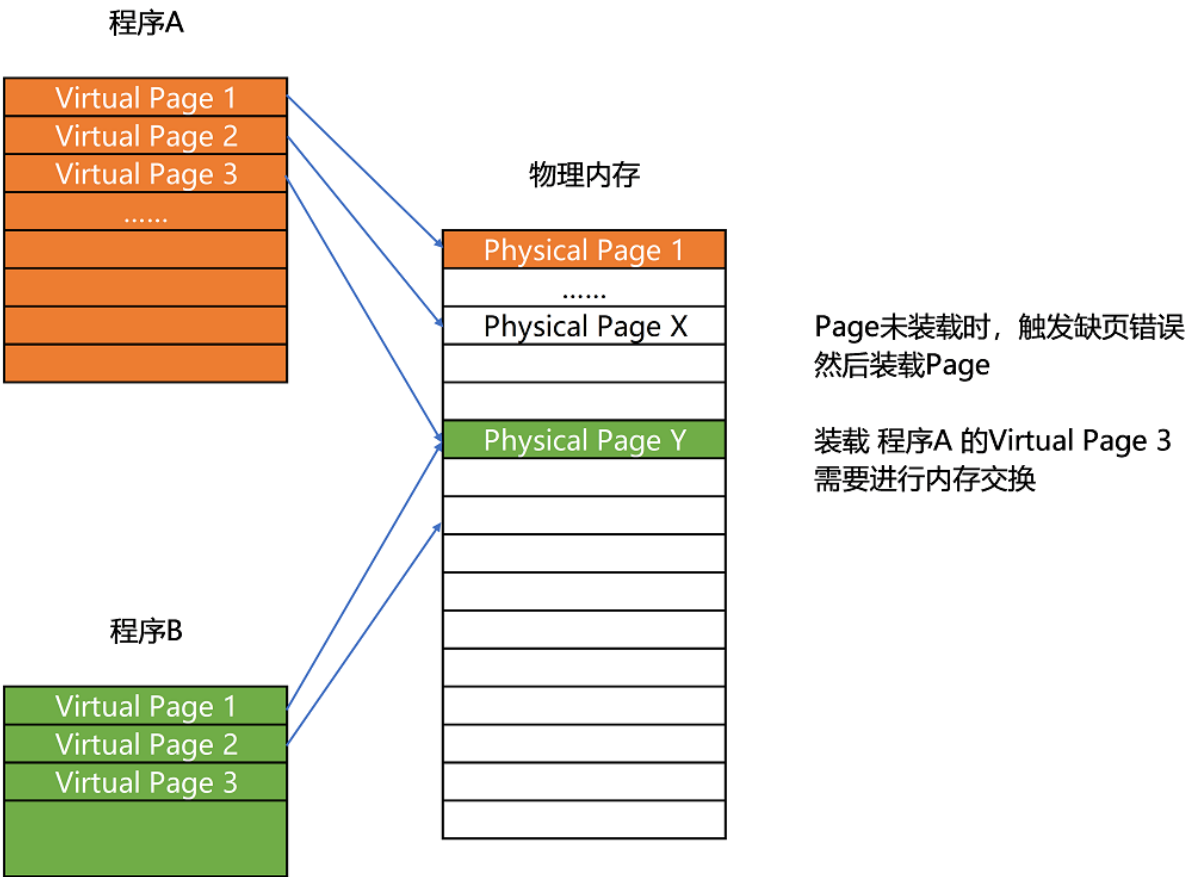 程序A
Virtual Page 1
Virtual Page 2
Virtual Page 3
……
物理内存
Physical Page 1
……
Physical Page X
Physical Page Y
Page未装载时，触发缺页错误
然后装载Page
装载 程序A 的Virtual Page 3
需要进行内存交换
程序B
Virtual Page 1
Virtual Page 2
Virtual Page 3